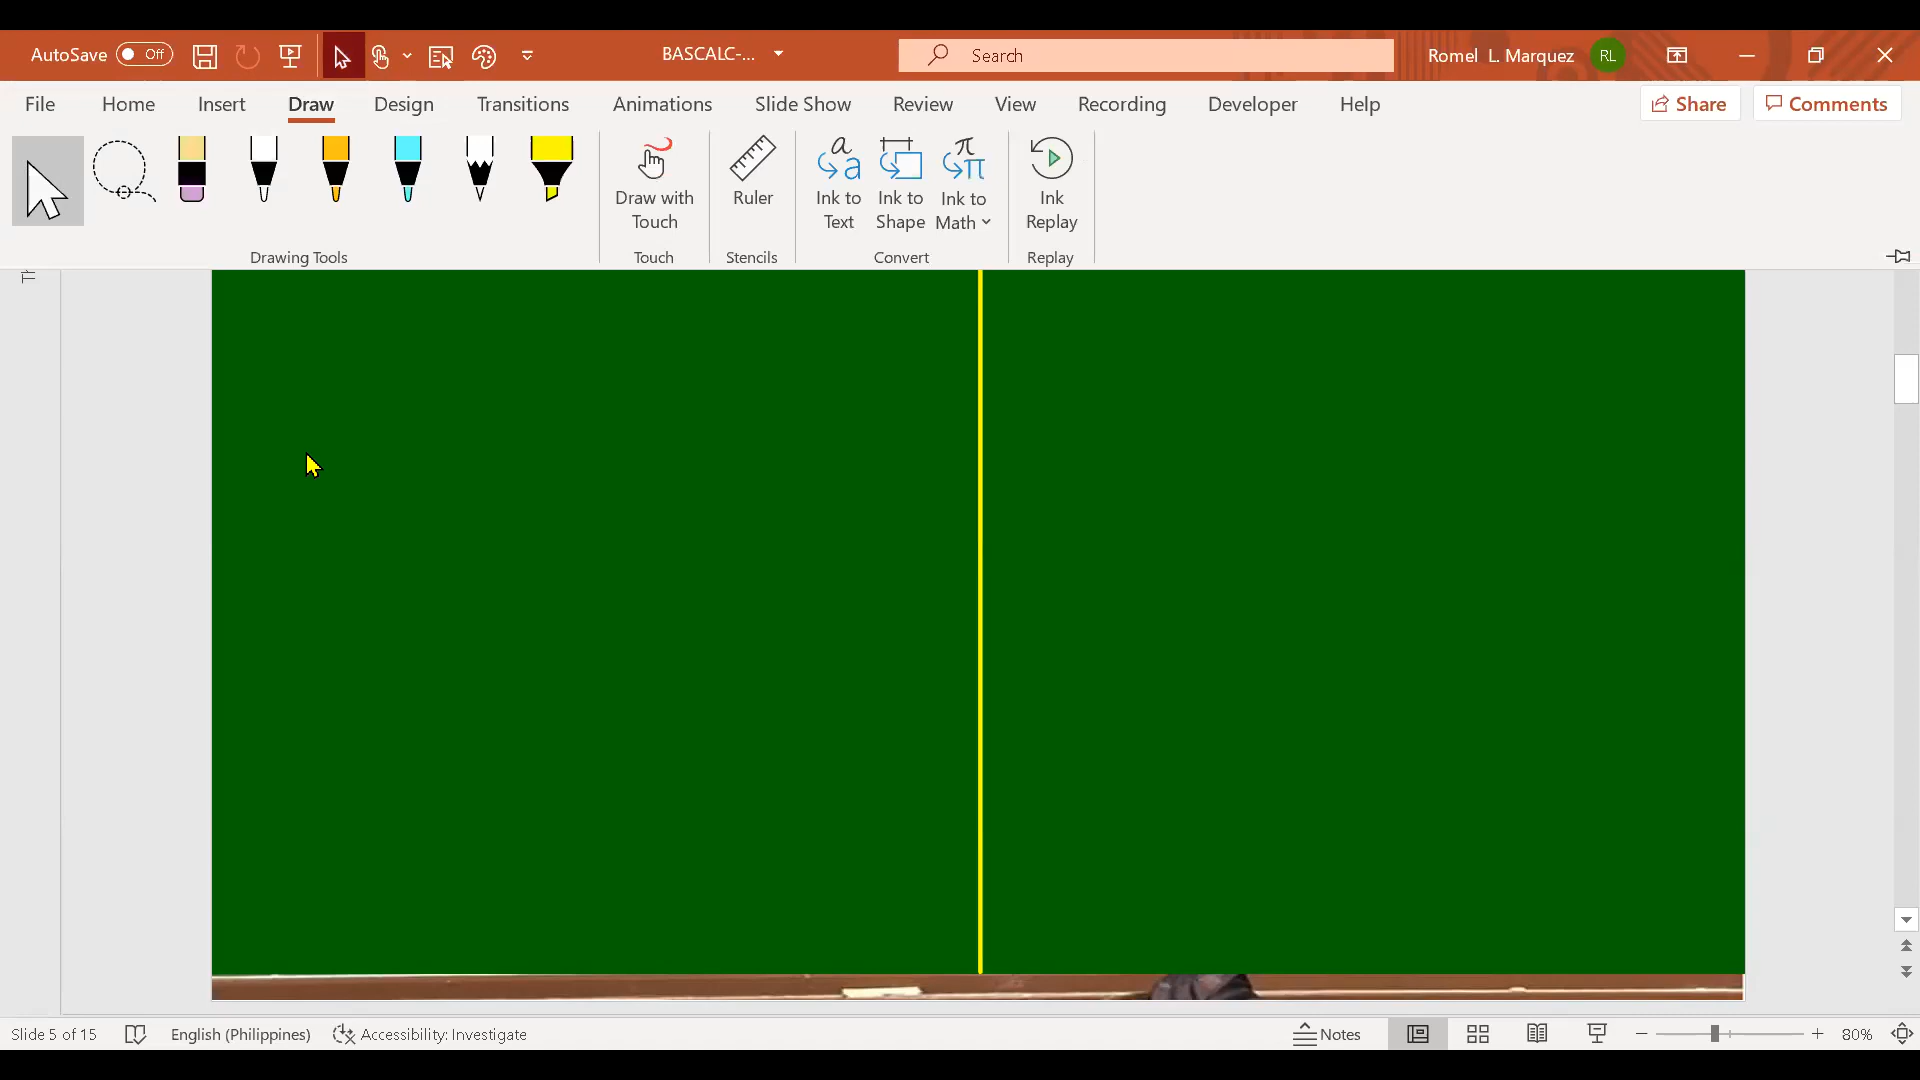 AutoSave Off BASCALC-... Search Romel L. Marquez RL
File Home Insert Draw Design Transitions Animations Slide Show Review View Recording Developer Help Share Comments
Draw with Touch
Ruler
Ink to Text
Ink to Shape
Ink to Math
Ink Replay
Drawing Tools Touch Stencils Convert Replay
Slide 5 of 15 English (Philippines) Accessibility: Investigate Notes 80%